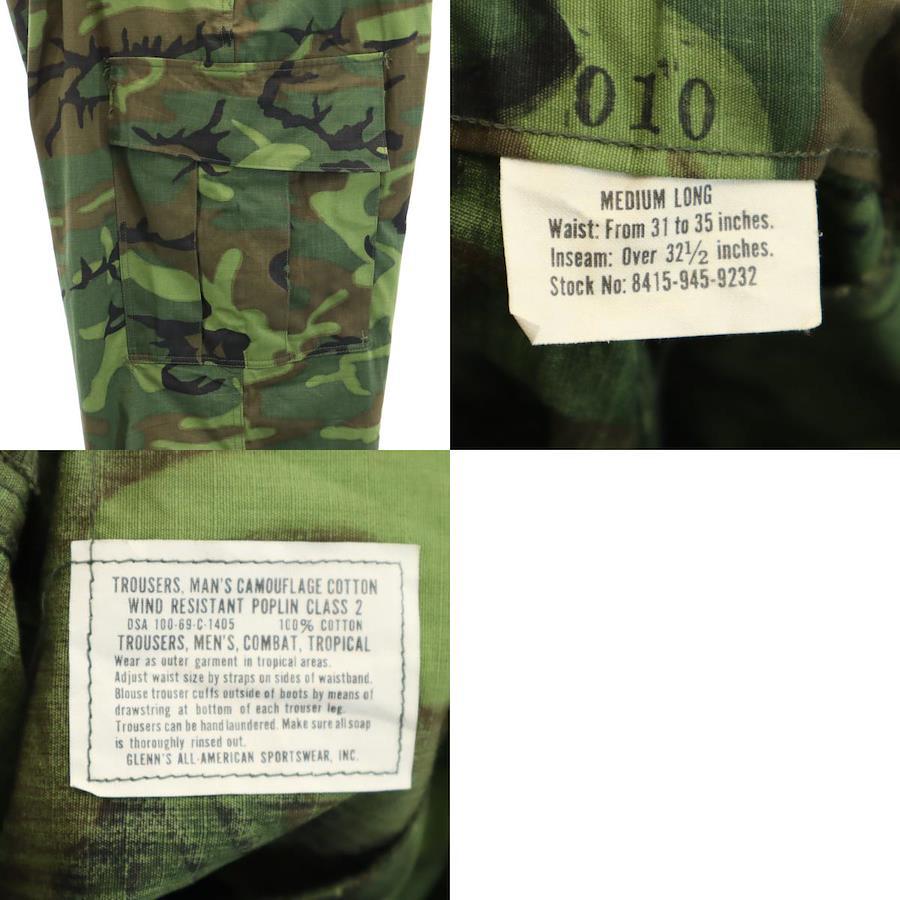 010
MEDIUM LONG
Waist: From 31 to 35 inches.
Inseam: Over 32½ inches.
Stock No: 8415-945-9232
TROUSERS, MAN'S CAMOUFLAGE COTTON
WIND RESISTANT POPLIN CLASS 2
DSA 100-69-C-1405 100% COTTON
TROUSERS, MEN'S, COMBAT, TROPICAL
Wear as outer garment in tropical areas.
Adjust waist size by straps on sides of waistband.
Blouse trouser cuffs outside of boots by means of
drawstring at bottom of each trouser leg.
Trousers can be hand laundered. Make sure all soap
is thoroughly rinsed out.
GLENN'S ALL-AMERICAN SPORTSWEAR, INC.